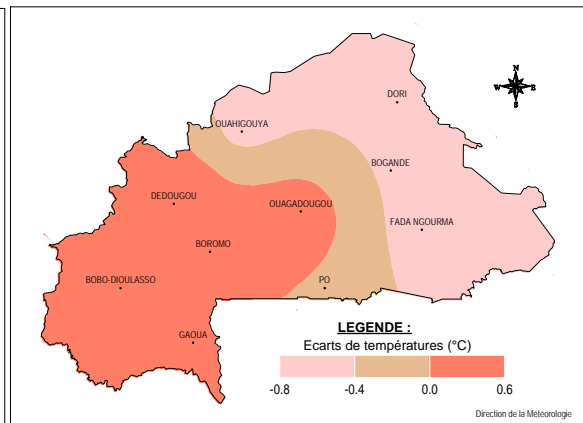 N
W E
S
DORI
OUAHIGOUYA
BOGANDE
DEDOUGOU
OUAGADOUGOU
FADA NGOURMA
BOROMO
BOBO-DIOULASSO
PO
GAOUA
LEGENDE :
Ecarts de températures (°C)
-0.8 -0.4 0.0 0.6
Direction de la Météorologie